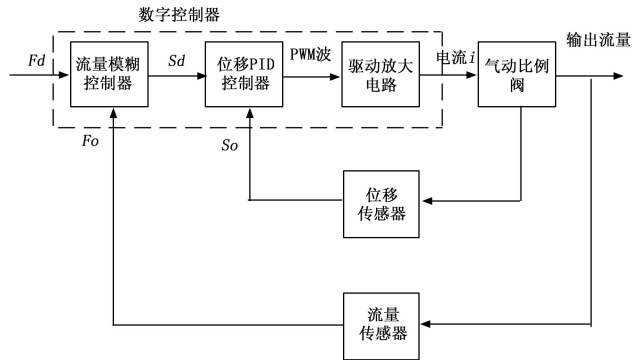 数字控制器
Fd
流量模糊
控制器
Sd
位移PID
控制器
PWM波
驱动放大
电路
电流i
气动比例
阀
输出流量
Fo
So
位移
传感器
流量
传感器